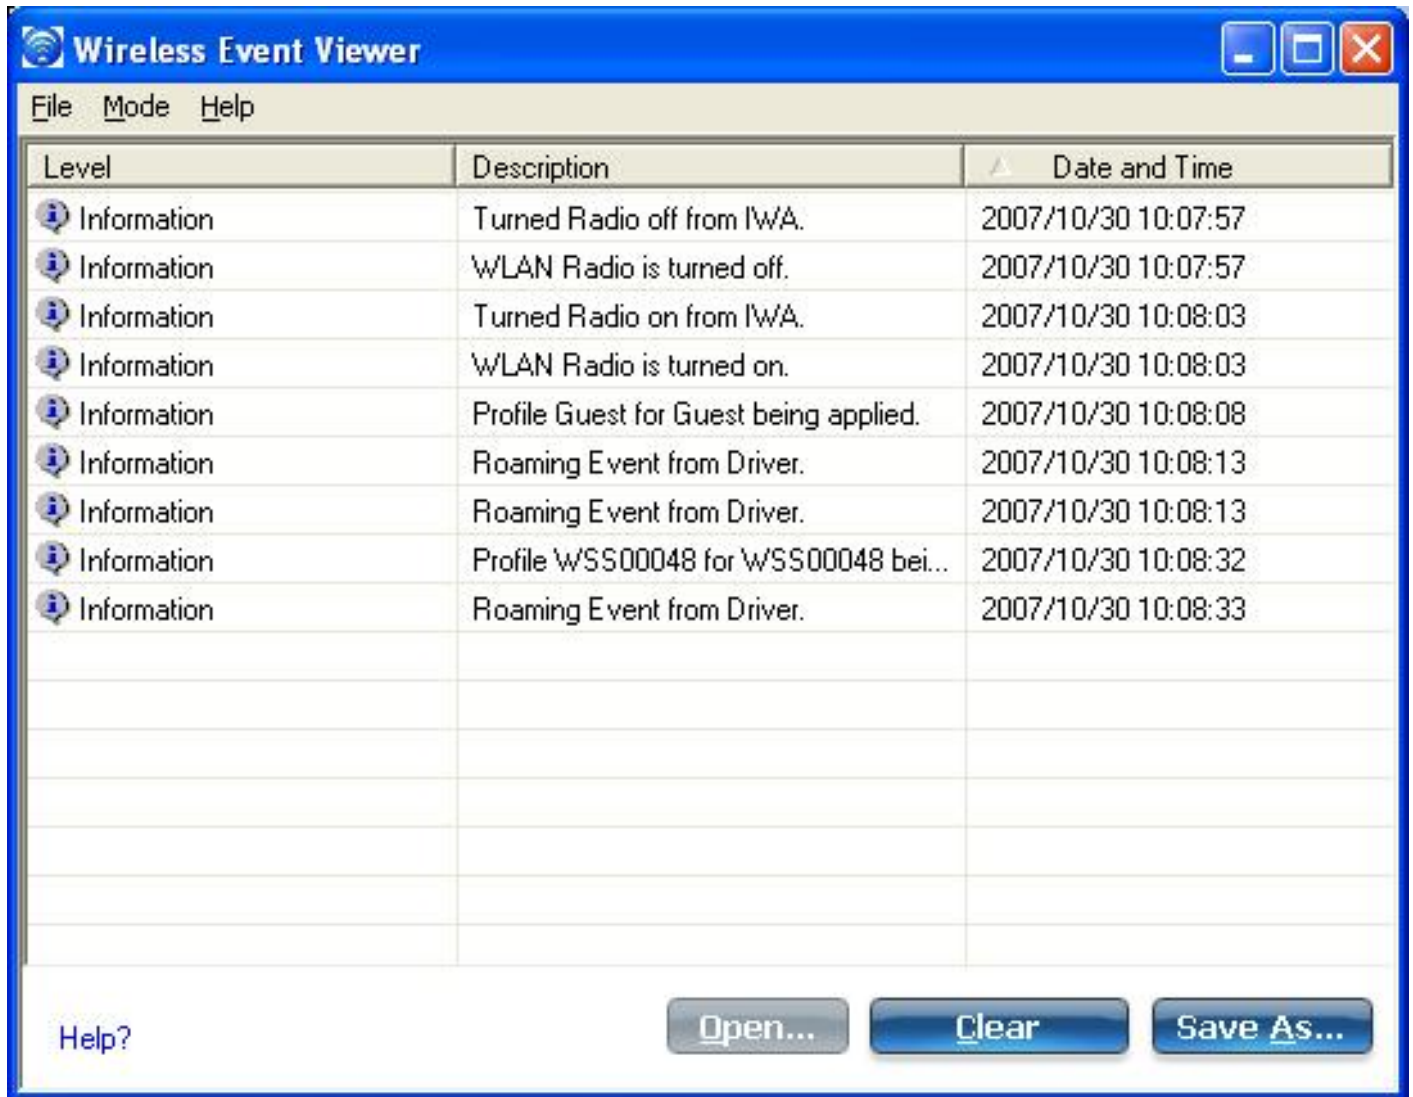 Wireless Event Viewer
File Mode Help
Level Description Date and Time
Information Turned Radio off from IWA. 2007/10/30 10:07:57
Information WLAN Radio is turned off. 2007/10/30 10:07:57
Information Turned Radio on from IWA. 2007/10/30 10:08:03
Information WLAN Radio is turned on. 2007/10/30 10:08:03
Information Profile Guest for Guest being applied. 2007/10/30 10:08:08
Information Roaming Event from Driver. 2007/10/30 10:08:13
Information Roaming Event from Driver. 2007/10/30 10:08:13
Information Profile WSS00048 for WSS00048 bei... 2007/10/30 10:08:32
Information Roaming Event from Driver. 2007/10/30 10:08:33
Help? Open... Clear Save As...